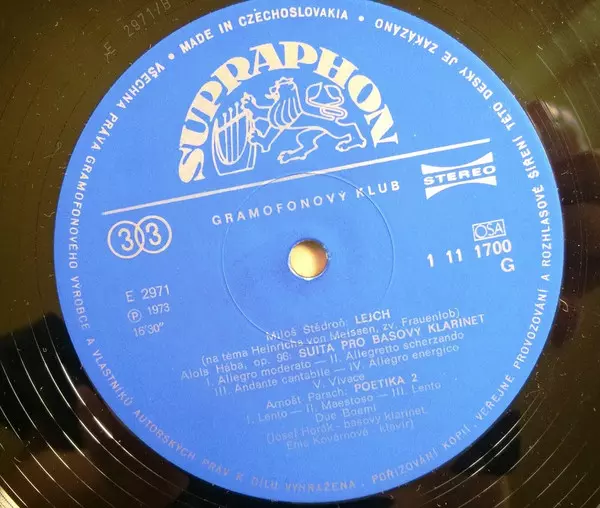 E 2971/B
VŠECHNA PRÁVA GRAMOFONOVÉHO VÝROBCE A VLASTNÍKŮ AUTORSKÝCH PRÁV K DÍLU VYHRAŽENA. POŘIZOVÁNÍ KOPIÍ, VEŘEJNÉ PROVOZOVÁNÍ A ROZHLASOVÉ ŠÍŘENÍ TÉTO DESKY JE ZAKÁZÁNO • MADE IN CZECHOSLOVAKIA •
SUPRAPHON
GRAMOFONOVÝ KLUB
STEREO
33
OSA
1 11 1700
G
E 2971
Ⓟ 1973
15'30"
Miloš Štědroň: LEJCH
(na téma Heinricha von Meissen, zv. Frauenlob)
Alois Hába, op. 96: SUITA PRO BASOVÝ KLARINET
I. Allegro moderato — II. Allegretto scherzando
III. Andante cantabile — IV. Allegro energico
V. Vivace
Arnošt Parsch: POETIKA 2
I. Lento — II. Maestoso — III. Lento
Due Boemi
(Josef Horák - basový klarinet,
Ema Kovárnová - klavír)